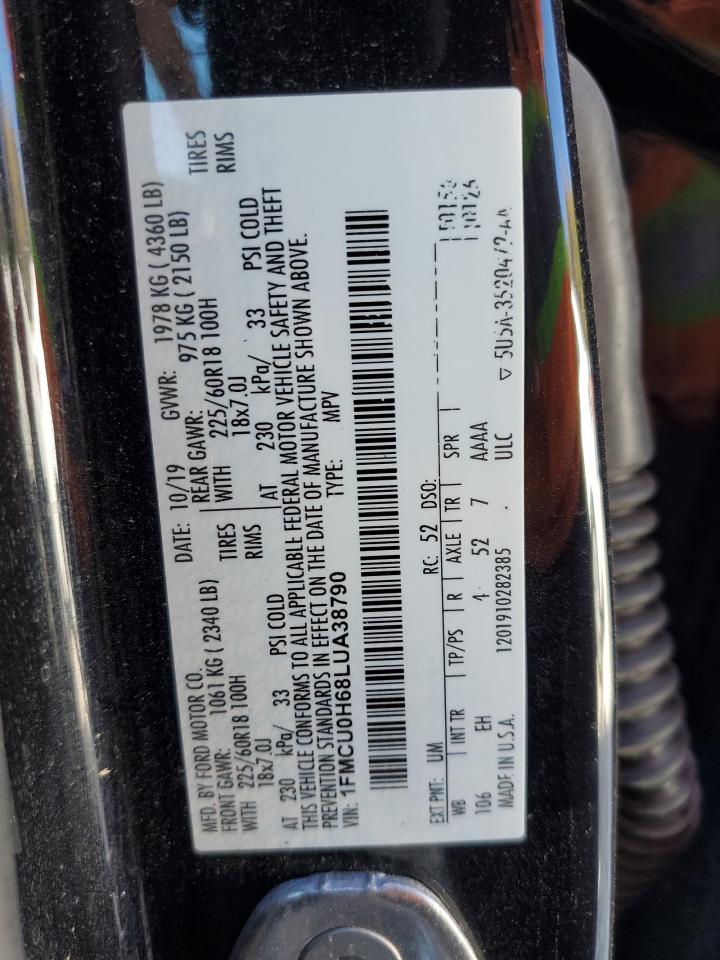 MFD. BY FORD MOTOR CO.
DATE: 10/19
GVWR: 1978 KG ( 4360 LB)
FRONT GAWR: 1061 KG ( 2340 LB)
REAR GAWR: 975 KG ( 2150 LB)
WITH 225/60R18 100H TIRES
WITH 225/60R18 100H TIRES
18x7.0J RIMS
18x7.0J RIMS
AT 230 kPa/ 33 PSI COLD
AT 230 kPa/ 33 PSI COLD
THIS VEHICLE CONFORMS TO ALL APPLICABLE FEDERAL MOTOR VEHICLE SAFETY AND THEFT
PREVENTION STANDARDS IN EFFECT ON THE DATE OF MANUFACTURE SHOWN ABOVE.
VIN: 1FMCU0H68LUA38790
TYPE: MPV
EXT PNT: UM RC: 52 DSO:
WB INT TR TP/PS R AXLE TR SPR
106 EH 4 52 7 AAAA
MADE IN U.S.A. 1201910282385 ULC